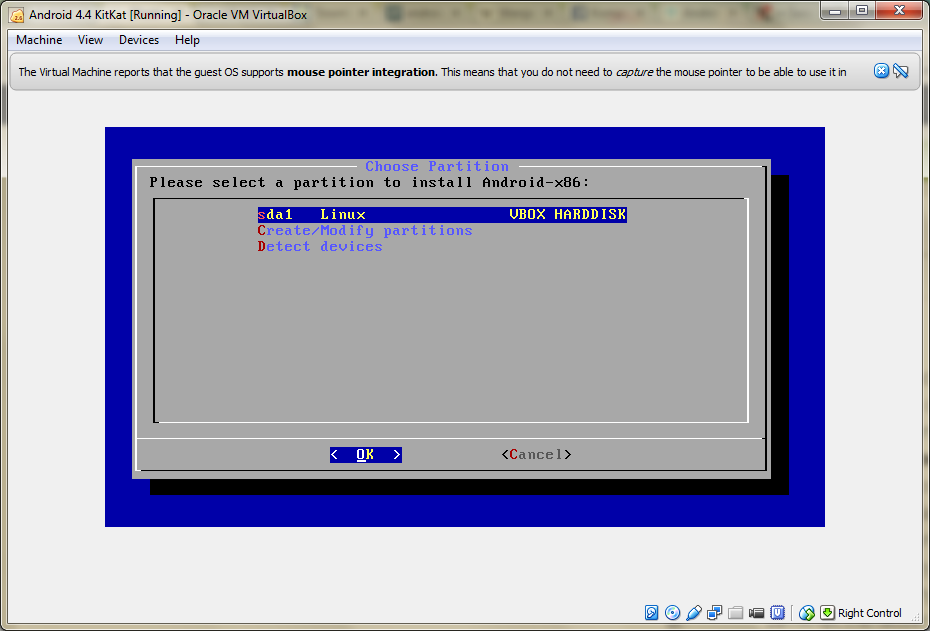 Android 4.4 KitKat [Running] - Oracle VM VirtualBox
Machine View Devices Help
The Virtual Machine reports that the guest OS supports mouse pointer integration. This means that you do not need to capture the mouse pointer to be able to use it in
Choose Partition
Please select a partition to install Android-x86:
sda1 Linux VBOX HARDDISK
Create/Modify partitions
Detect devices
< OK > <Cancel>
Right Control